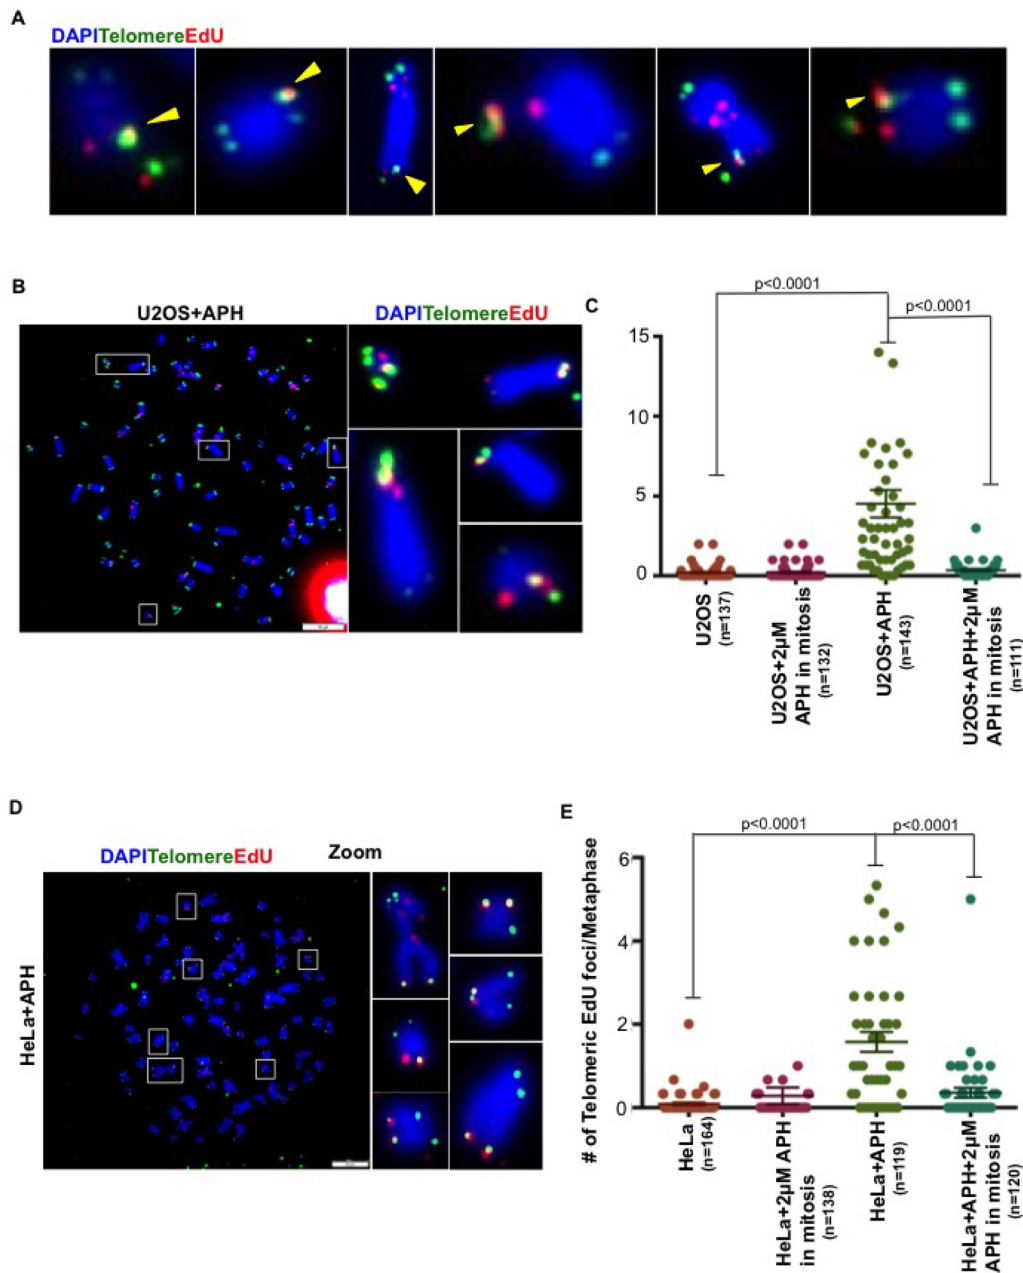 A
DAPITelomereEdU
B
U2OS+APH
DAPITelomereEdU
C
p<0.0001
p<0.0001
15
10
5
0
U2OS
(n=137)
U2OS+2µM
APH in mitosis
(n=132)
U2OS+APH
(n=143)
U2OS+APH+2µM
APH in mitosis
(n=111)
D
DAPITelomereEdU
Zoom
HeLa+APH
E
p<0.0001
p<0.0001
# of Telomeric EdU foci/Metaphase
6
4
2
0
HeLa
(n=164)
HeLa+2µM APH
in mitosis
(n=138)
HeLa+APH
(n=119)
HeLa+APH+2µM
APH in mitosis
(n=120)